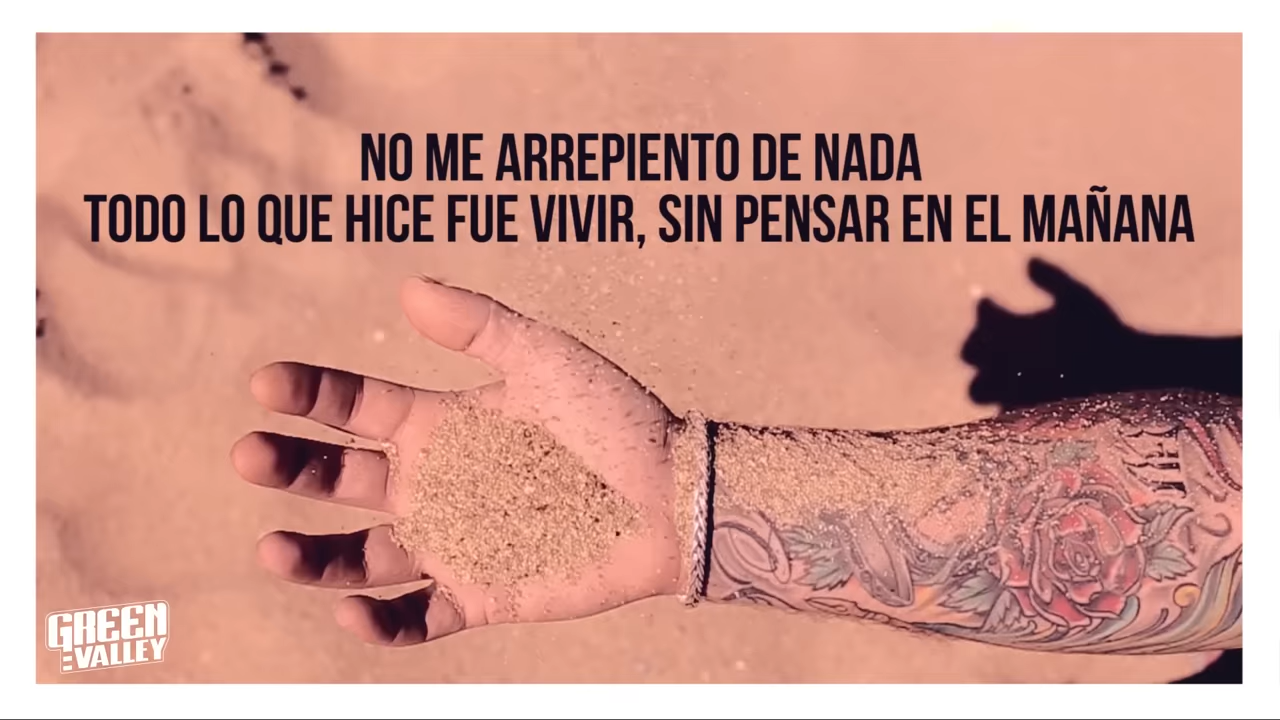 NO ME ARREPIENTO DE NADA
TODO LO QUE HICE FUE VIVIR, SIN PENSAR EN EL MAÑANA
GREEN
VALLEY